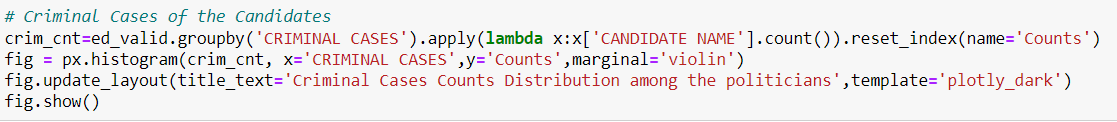 # Criminal Cases of the Candidates
crim_cnt=ed_valid.groupby('CRIMINAL CASES').apply(lambda x:x['CANDIDATE NAME'].count()).reset_index(name='Counts')
fig = px.histogram(crim_cnt, x='CRIMINAL CASES',y='Counts',marginal='violin')
fig.update_layout(title_text='Criminal Cases Counts Distribution among the politicians',template='plotly_dark')
fig.show()